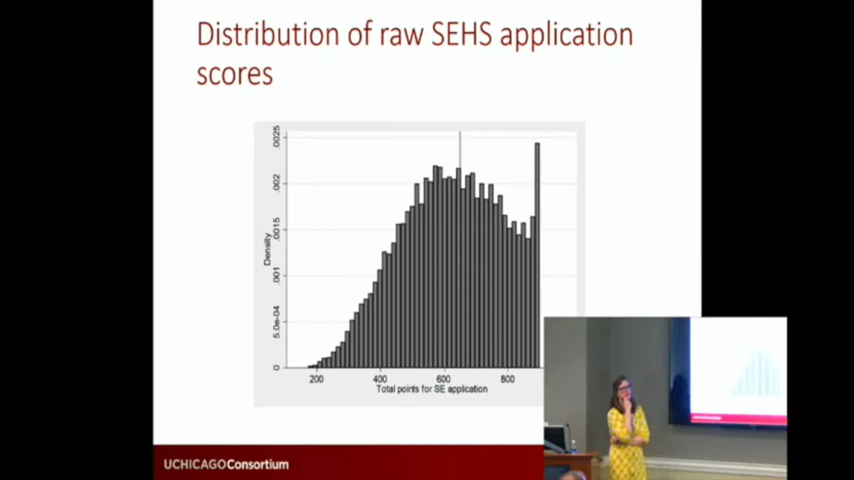 Distribution of raw SEHS application
scores
.0025
.002
.0015
.001
5.0e-04
0
Density
200 400 600 800
Total points for SE application
UCHICAGOConsortium